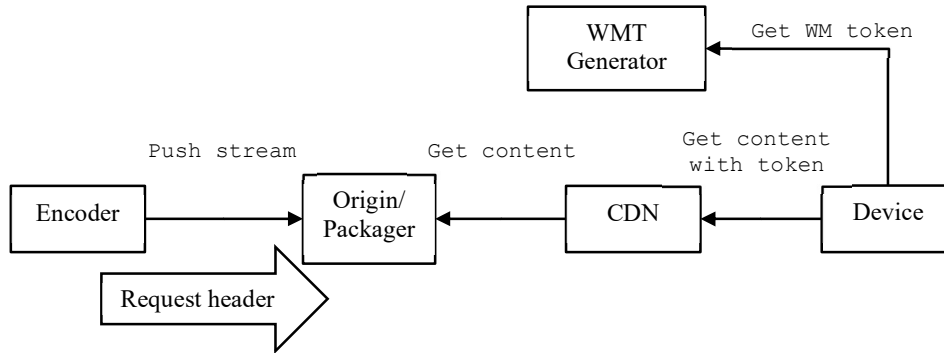 WMT
Generator
Get WM token
Push stream
Get content
Get content
with token
Encoder
Origin/
Packager
CDN
Device
Request header